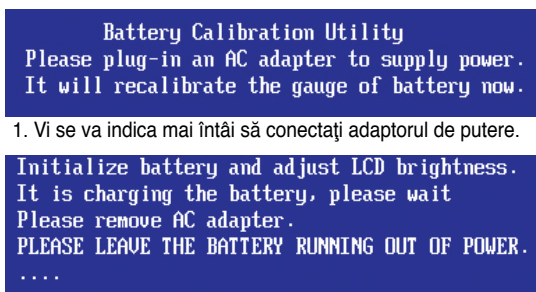 Battery Calibration Utility
Please plug-in an AC adapter to supply power.
It will recalibrate the gauge of battery now.
1. Vi se va indica mai întâi să conectaţi adaptorul de putere.
Initialize battery and adjust LCD brightness.
It is charging the battery, please wait
Please remove AC adapter.
PLEASE LEAVE THE BATTERY RUNNING OUT OF POWER.
....